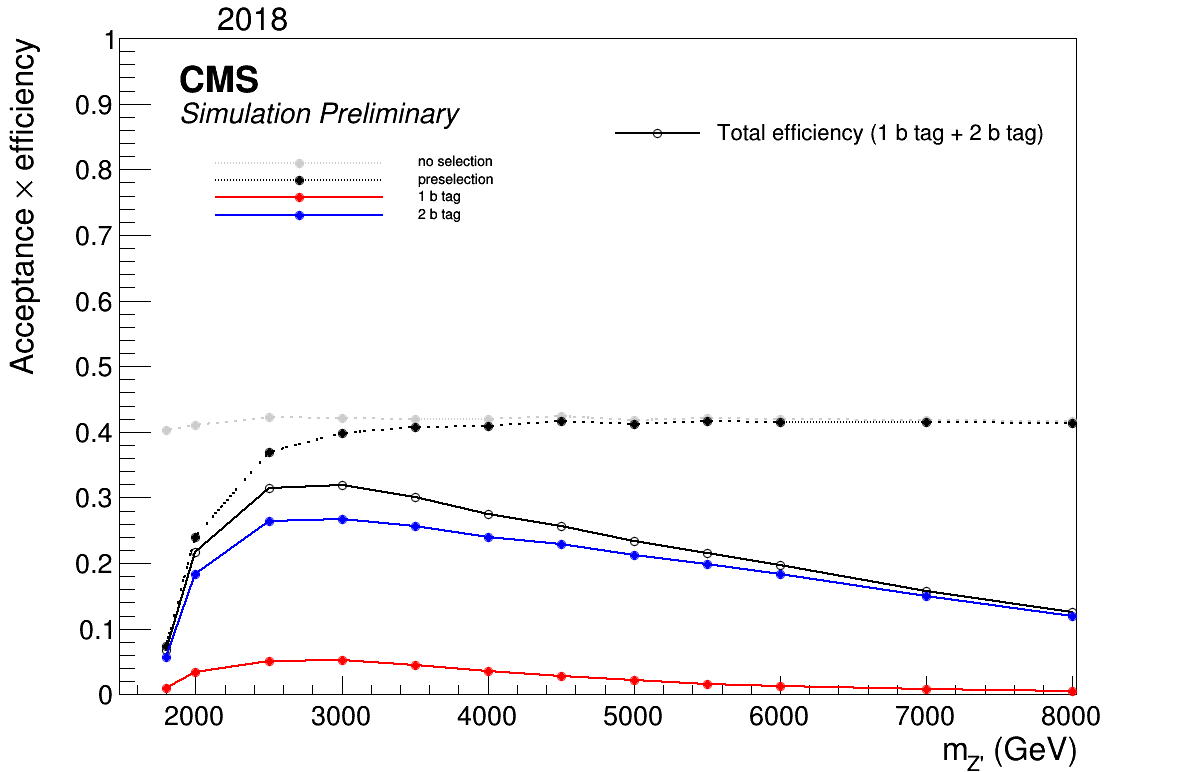 2018
CMS
Simulation Preliminary
Total efficiency (1 b tag + 2 b tag)
no selection
preselection
1 b tag
2 b tag
Acceptance × efficiency
1
0.9
0.8
0.7
0.6
0.5
0.4
0.3
0.2
0.1
0
2000 3000 4000 5000 6000 7000 8000
m_Z' (GeV)